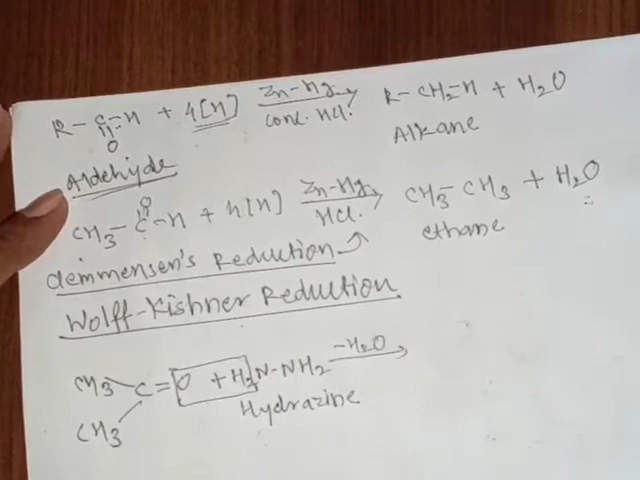 R-C-H + 4[H] Zn-Hg conc. HCl. R-CH2-H + H2O
O
Aldehyde Alkane
O
CH3-C-H + 4[H] Zn-Hg HCl. CH3-CH3 + H2O
ethane
Clemmensen's Reduction
Wolff-Kishner Reduction
CH3 C=O + H2N-NH2 -H2O
CH3 Hydrazine